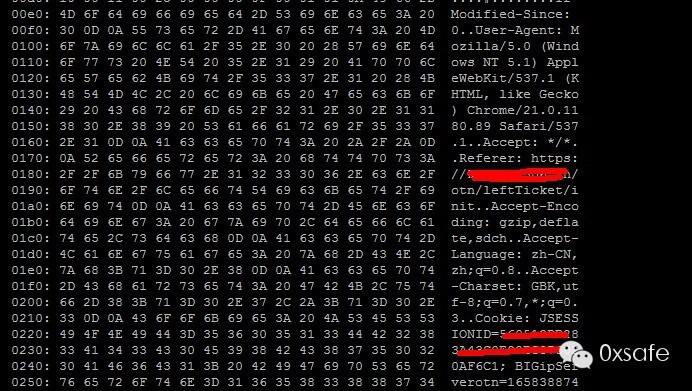 00e0: 4D 6F 64 69 66 69 65 64 2D 53 69 6E 63 65 3A 20 Modified-Since:
00f0: 30 0D 0A 55 73 65 72 2D 41 67 65 6E 74 3A 20 4D 0..User-Agent: M
0100: 6F 7A 69 6C 6C 61 2F 35 2E 30 20 28 57 69 6E 64 ozilla/5.0 (Wind
0110: 6F 77 73 20 4E 54 20 35 2E 31 29 20 41 70 70 6C ows NT 5.1) Appl
0120: 65 57 65 62 4B 69 74 2F 35 33 37 2E 31 20 28 4B eWebKit/537.1 (K
0130: 48 54 4D 4C 2C 20 6C 69 6B 65 20 47 65 63 6B 6F HTML, like Gecko
0140: 29 20 43 68 72 6F 6D 65 2F 32 31 2E 30 2E 31 31 ) Chrome/21.0.11
0150: 38 30 2E 38 39 20 53 61 66 61 72 69 2F 35 33 37 80.89 Safari/537
0160: 2E 31 0D 0A 41 63 63 65 70 74 3A 20 2A 2F 2A 0D .1..Accept: */*.
0170: 0A 52 65 66 65 72 65 72 3A 20 68 74 74 70 73 3A .Referer: https:
0180: 2F 2F 6B 79 66 77 2E 31 32 33 30 36 2E 63 6E 2F //
0190: 6F 74 6E 2F 6C 65 66 74 54 69 63 6B 65 74 2F 69 otn/leftTicket/i
01a0: 6E 69 74 0D 0A 41 63 63 65 70 74 2D 45 6E 63 6F nit..Accept-Enco
01b0: 64 69 6E 67 3A 20 67 7A 69 70 2C 64 65 66 6C 61 ding: gzip,defla
01c0: 74 65 2C 73 64 63 68 0D 0A 41 63 63 65 70 74 2D te,sdch..Accept-
01d0: 4C 61 6E 67 75 61 67 65 3A 20 7A 68 2D 43 4E 2C Language: zh-CN,
01e0: 7A 68 3B 71 3D 30 2E 38 0D 0A 41 63 63 65 70 74 zh;q=0.8..Accept
01f0: 2D 43 68 61 72 73 65 74 3A 20 47 42 4B 2C 75 74 -Charset: GBK,ut
0200: 66 2D 38 3B 71 3D 30 2E 37 2C 2A 3B 71 3D 30 2E f-8;q=0.7,*;q=0.
0210: 33 0D 0A 43 6F 6F 6B 69 65 3A 20 4A 53 45 53 53 3..Cookie: JSESS
0220: 49 4F 4E 49 44 3D 35 36 30 35 31 33 44 42 32 38 IONID=
0230: 33 41 34 33 43 30 45 30 38 42 43 38 37 35 30 32
0240: 30 41 46 36 43 31 3B 20 42 49 47 69 70 53 65 72 0AF6C1; BIGipSer
0250: 76 65 72 6F 74 6E 3D 31 36 35 38 33 38 38 37 34 verotn=165838874
0xsafe